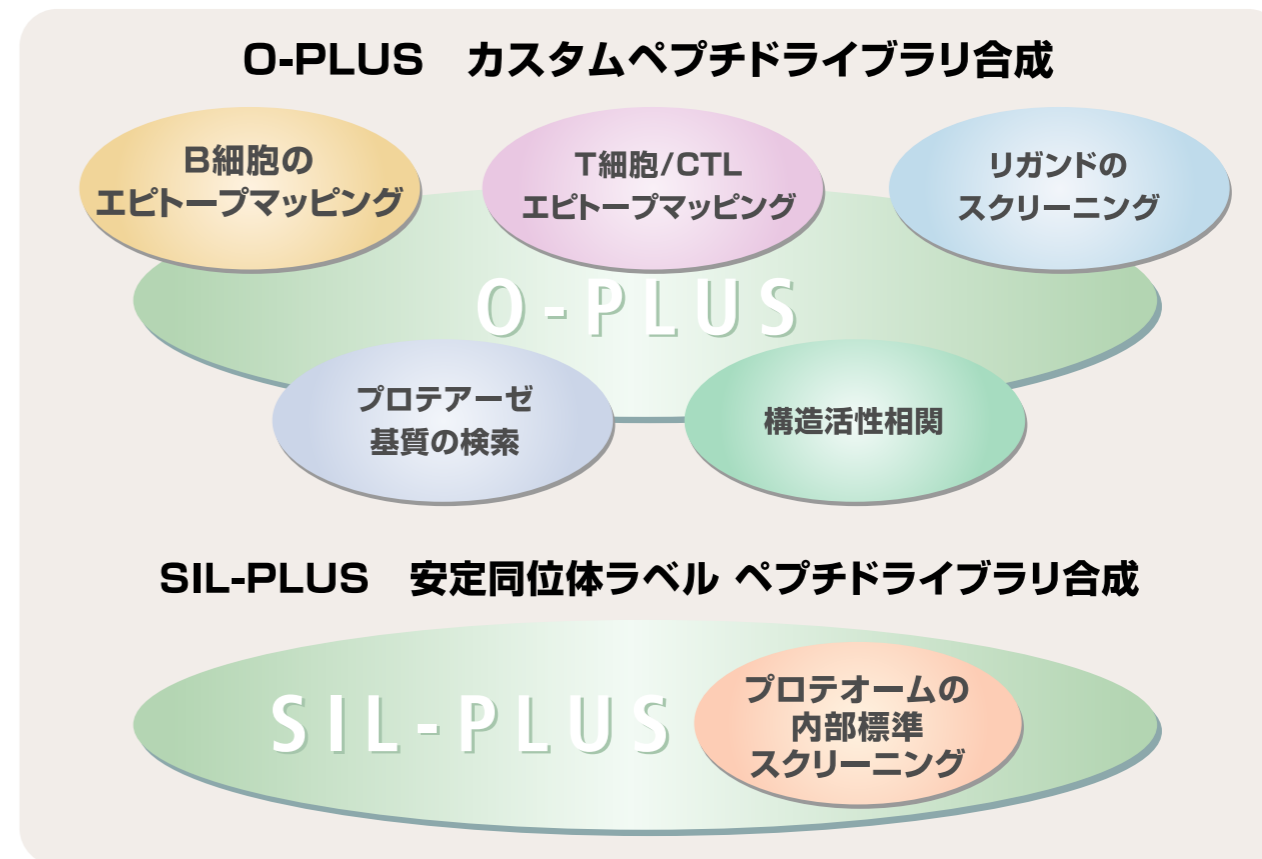 O-PLUS　カスタムペプチドライブラリ合成
B細胞の
エピトープマッピング
T細胞/CTL
エピトープマッピング
リガンドの
スクリーニング
O-PLUS
プロテアーゼ
基質の検索
構造活性相関
SIL-PLUS　安定同位体ラベル ペプチドライブラリ合成
SIL-PLUS
プロテオームの
内部標準
スクリーニング